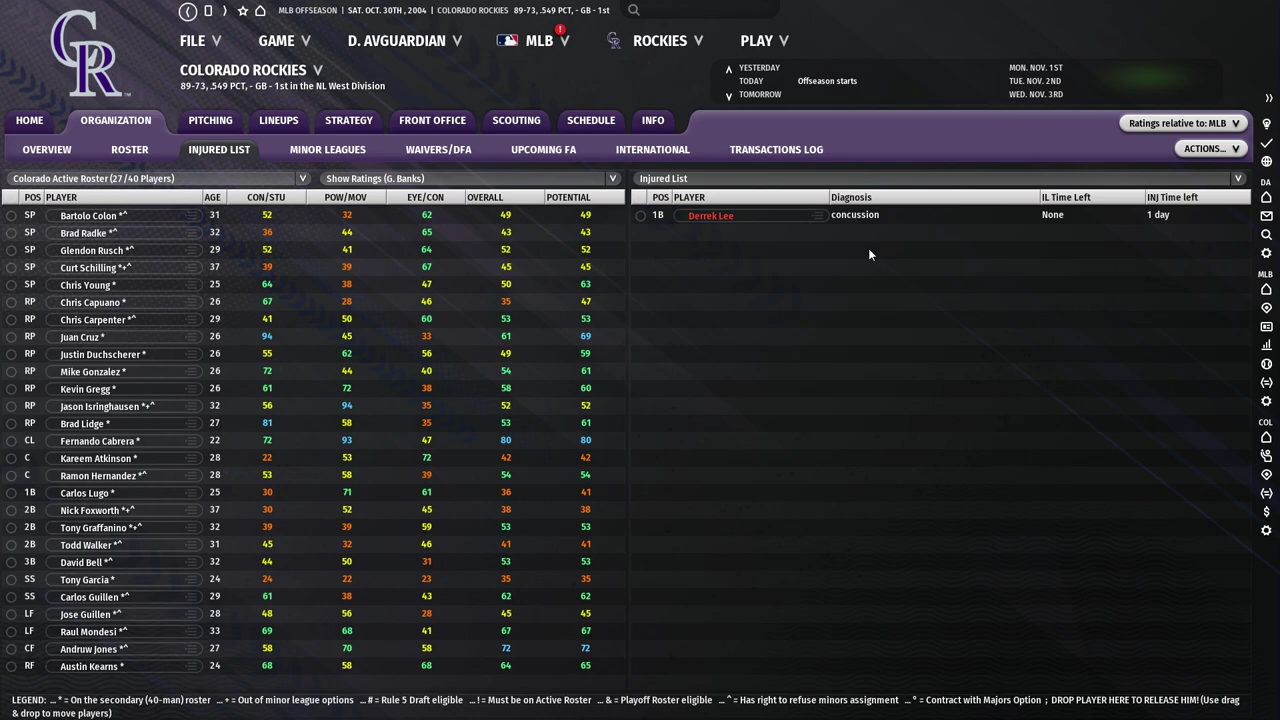 MLB OFFSEASON | SAT. OCT. 30TH , 2004 | COLORADO ROCKIES 89-73, .549 PCT, - GB - 1st
FILE GAME D. AVGUARDIAN MLB ! ROCKIES PLAY
COLORADO ROCKIES
89-73, .549 PCT, - GB - 1st in the NL West Division
YESTERDAY MON. NOV. 1ST
TODAY Offseason starts TUE. NOV. 2ND
TOMORROW WED. NOV. 3RD
CR
HOME ORGANIZATION PITCHING LINEUPS STRATEGY FRONT OFFICE SCOUTING SCHEDULE INFO Ratings relative to: MLB
OVERVIEW ROSTER INJURED LIST MINOR LEAGUES WAIVERS/DFA UPCOMING FA INTERNATIONAL TRANSACTIONS LOG ACTIONS...
Colorado Active Roster (27 /40 Players) Show Ratings (G. Banks) Injured List
POS PLAYER AGE CON/STU POW/MOV EYE/CON OVERALL POTENTIAL POS PLAYER Diagnosis IL Time Left INJ Time left
SP Bartolo Colon *^ 31 52 32 62 49 49 1B Derrek Lee concussion None 1 day
SP Brad Radke *^ 32 36 44 65 43 43
SP Glendon Rusch *^ 29 52 41 64 52 52
SP Curt Schilling *+^ 37 39 39 67 45 45
SP Chris Young * 25 64 38 47 50 63
RP Chris Capuano * 26 67 28 46 35 47
RP Chris Carpenter *^ 29 41 50 60 53 53
RP Juan Cruz * 26 94 45 33 61 69
RP Justin Duchscherer * 26 55 62 56 49 59
RP Mike Gonzalez * 26 72 44 40 54 61
RP Kevin Gregg * 26 61 72 38 58 60
RP Jason Isringhausen *+^ 32 56 94 35 52 52
RP Brad Lidge * 27 81 58 35 53 61
CL Fernando Cabrera * 22 72 93 47 80 80
C Kareem Atkinson * 28 22 53 72 42 42
C Ramon Hernandez *^ 28 53 58 39 54 54
1B Carlos Lugo * 25 30 71 61 36 41
2B Nick Foxworth *+^ 37 30 52 45 38 38
2B Tony Graffanino *+^ 32 39 39 59 53 53
2B Todd Walker *^ 31 45 32 46 41 41
3B David Bell *^ 32 44 50 31 53 53
SS Tony Garcia * 24 24 22 23 35 35
SS Carlos Guillen *^ 29 61 38 43 62 62
LF Jose Guillen *^ 28 48 56 28 45 45
LF Raul Mondesi *^ 33 69 68 41 67 67
CF Andruw Jones *^ 27 58 70 58 72 72
RF Austin Kearns * 24 68 58 68 64 65
DA
MLB
COL
LEGEND: ... * = On the secondary (40-man) roster ... + = Out of minor league options ... # = Rule 5 Draft eligible ... ! = Must be on Active Roster ... & = Playoff Roster eligible ... ^ = Has right to refuse minors assignment ... ° = Contract with Majors Option ; DROP PLAYER HERE TO RELEASE HIM! (Use drag
& drop to move players)